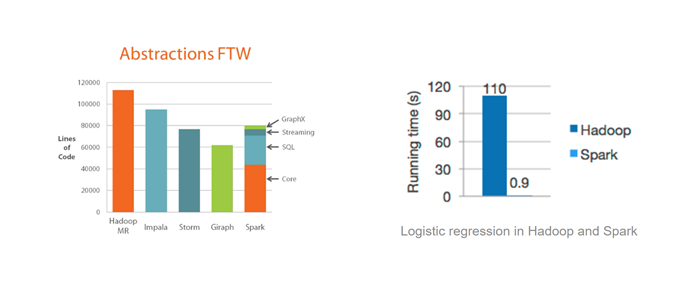 Abstractions FTW
120000
100000
80000
60000
40000
20000
0
Lines
of
Code
GraphX
Streaming
SQL
Core
Hadoop
MR
Impala
Storm
Giraph
Spark
Running time (s)
120
90
60
30
0
110
0.9
Hadoop
Spark
Logistic regression in Hadoop and Spark